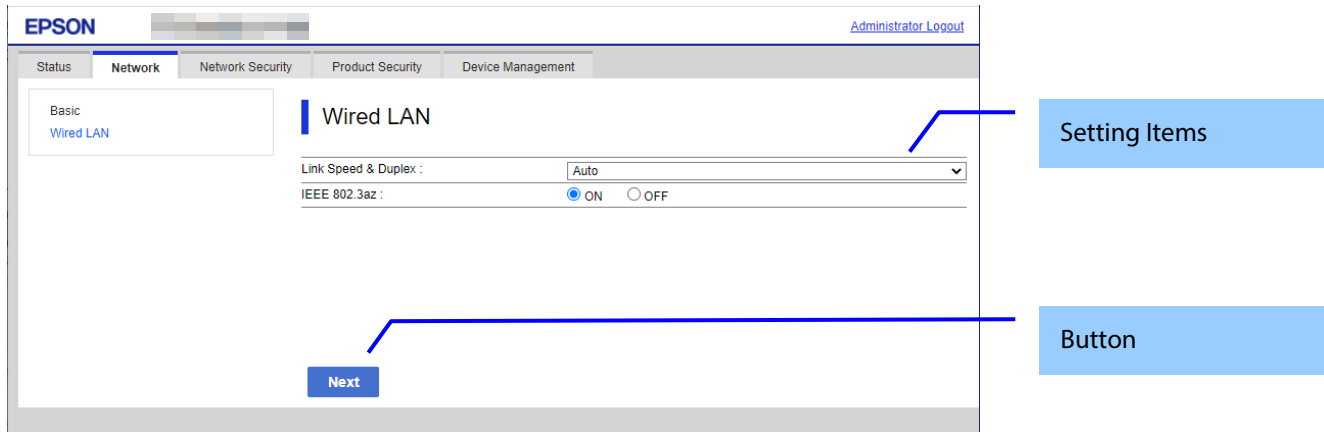 EPSON Administrator Logout
Status Network Network Security Product Security Device Management
Basic
Wired LAN
Wired LAN
Link Speed & Duplex : Auto
IEEE 802.3az : ON OFF
Next
Setting Items
Button